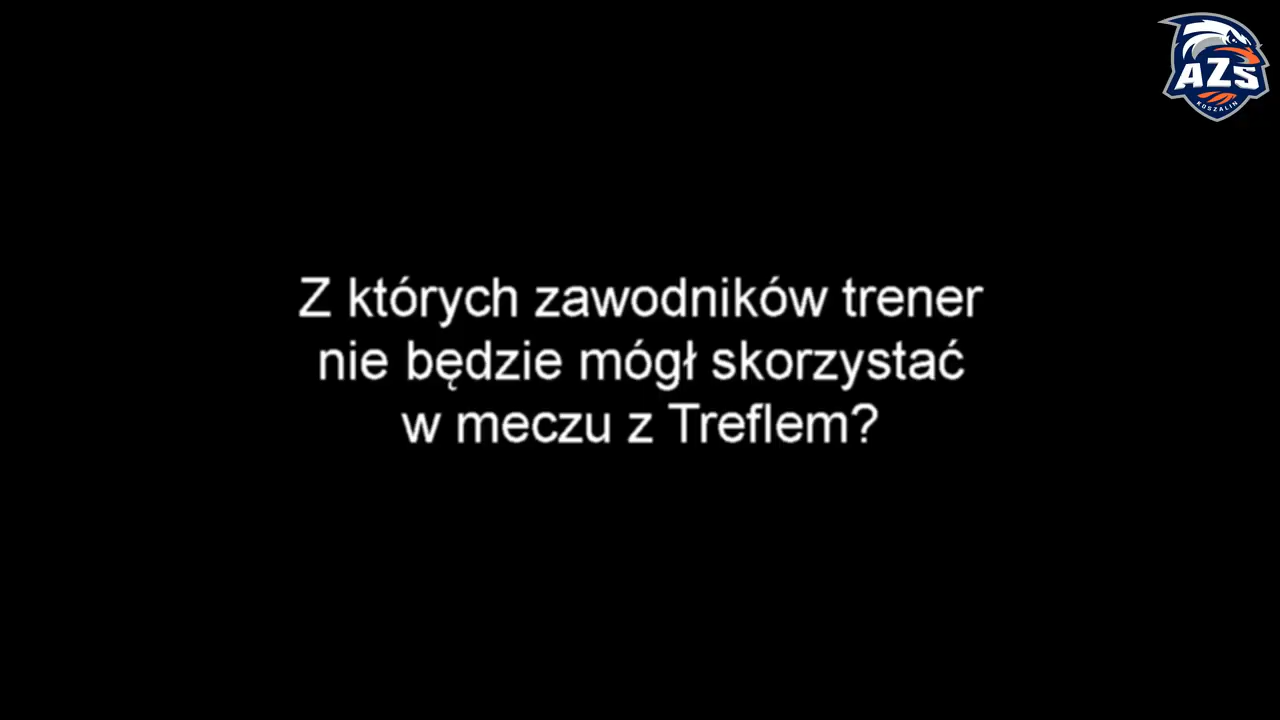 AZS
KOSZALIN
Z których zawodników trener
nie będzie mógł skorzystać
w meczu z Treflem?